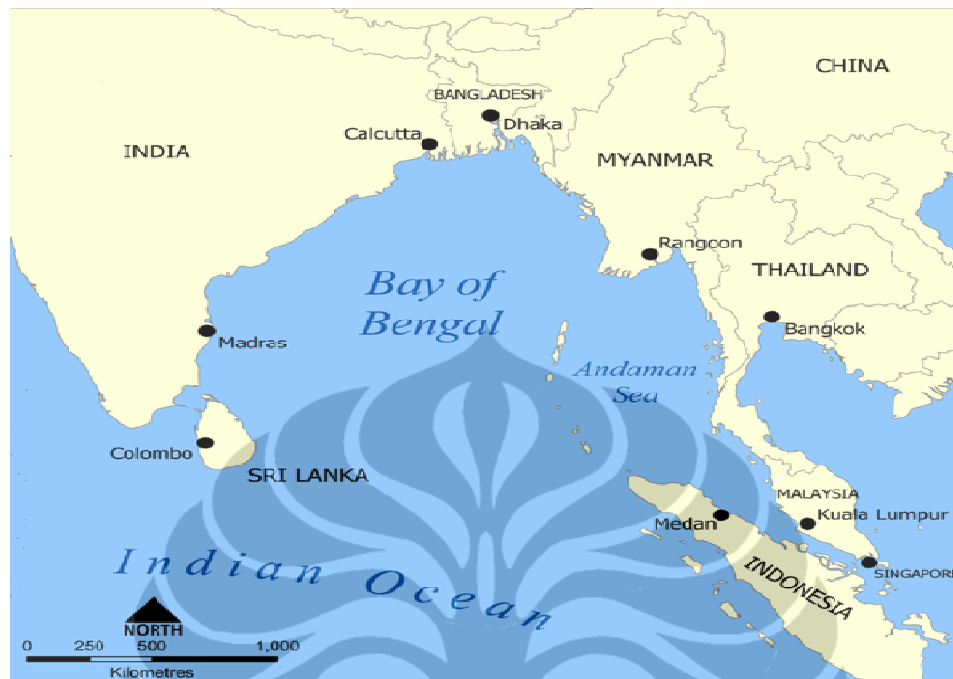 CHINA
BANGLADESH
Dhaka
Calcutta
INDIA
MYANMAR
Rangoon
THAILAND
Bay of
Bengal
Bangkok
Madras
Andaman
Sea
Colombo
SRI LANKA
MALAYSIA
Kuala Lumpur
Medan
SINGAPORE
INDONESIA
Indian Ocean
NORTH
0 250 500 1,000
Kilometres